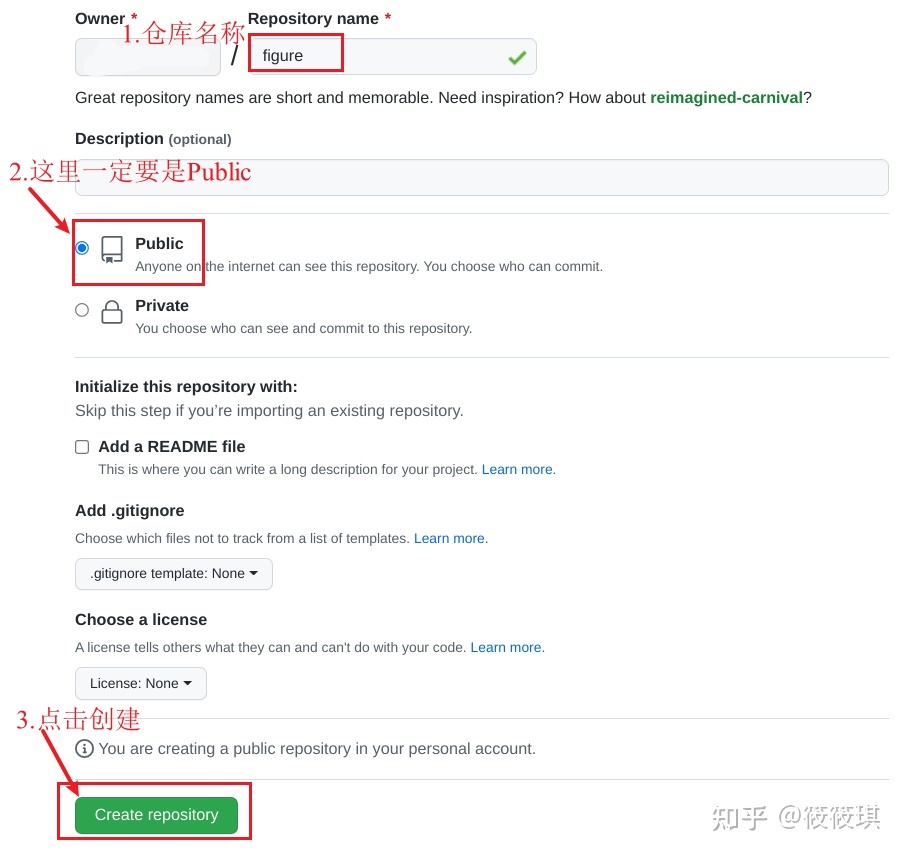 Owner * Repository name *
1.仓库名称
/ figure
Great repository names are short and memorable. Need inspiration? How about reimagined-carnival?
Description (optional)
2.这里一定要是Public
Public
Anyone on the internet can see this repository. You choose who can commit.
Private
You choose who can see and commit to this repository.
Initialize this repository with:
Skip this step if you’re importing an existing repository.
Add a README file
This is where you can write a long description for your project. Learn more.
Add .gitignore
Choose which files not to track from a list of templates. Learn more.
.gitignore template: None
Choose a license
A license tells others what they can and can't do with your code. Learn more.
License: None
3.点击创建
You are creating a public repository in your personal account.
Create repository
知乎 @筱筱琪